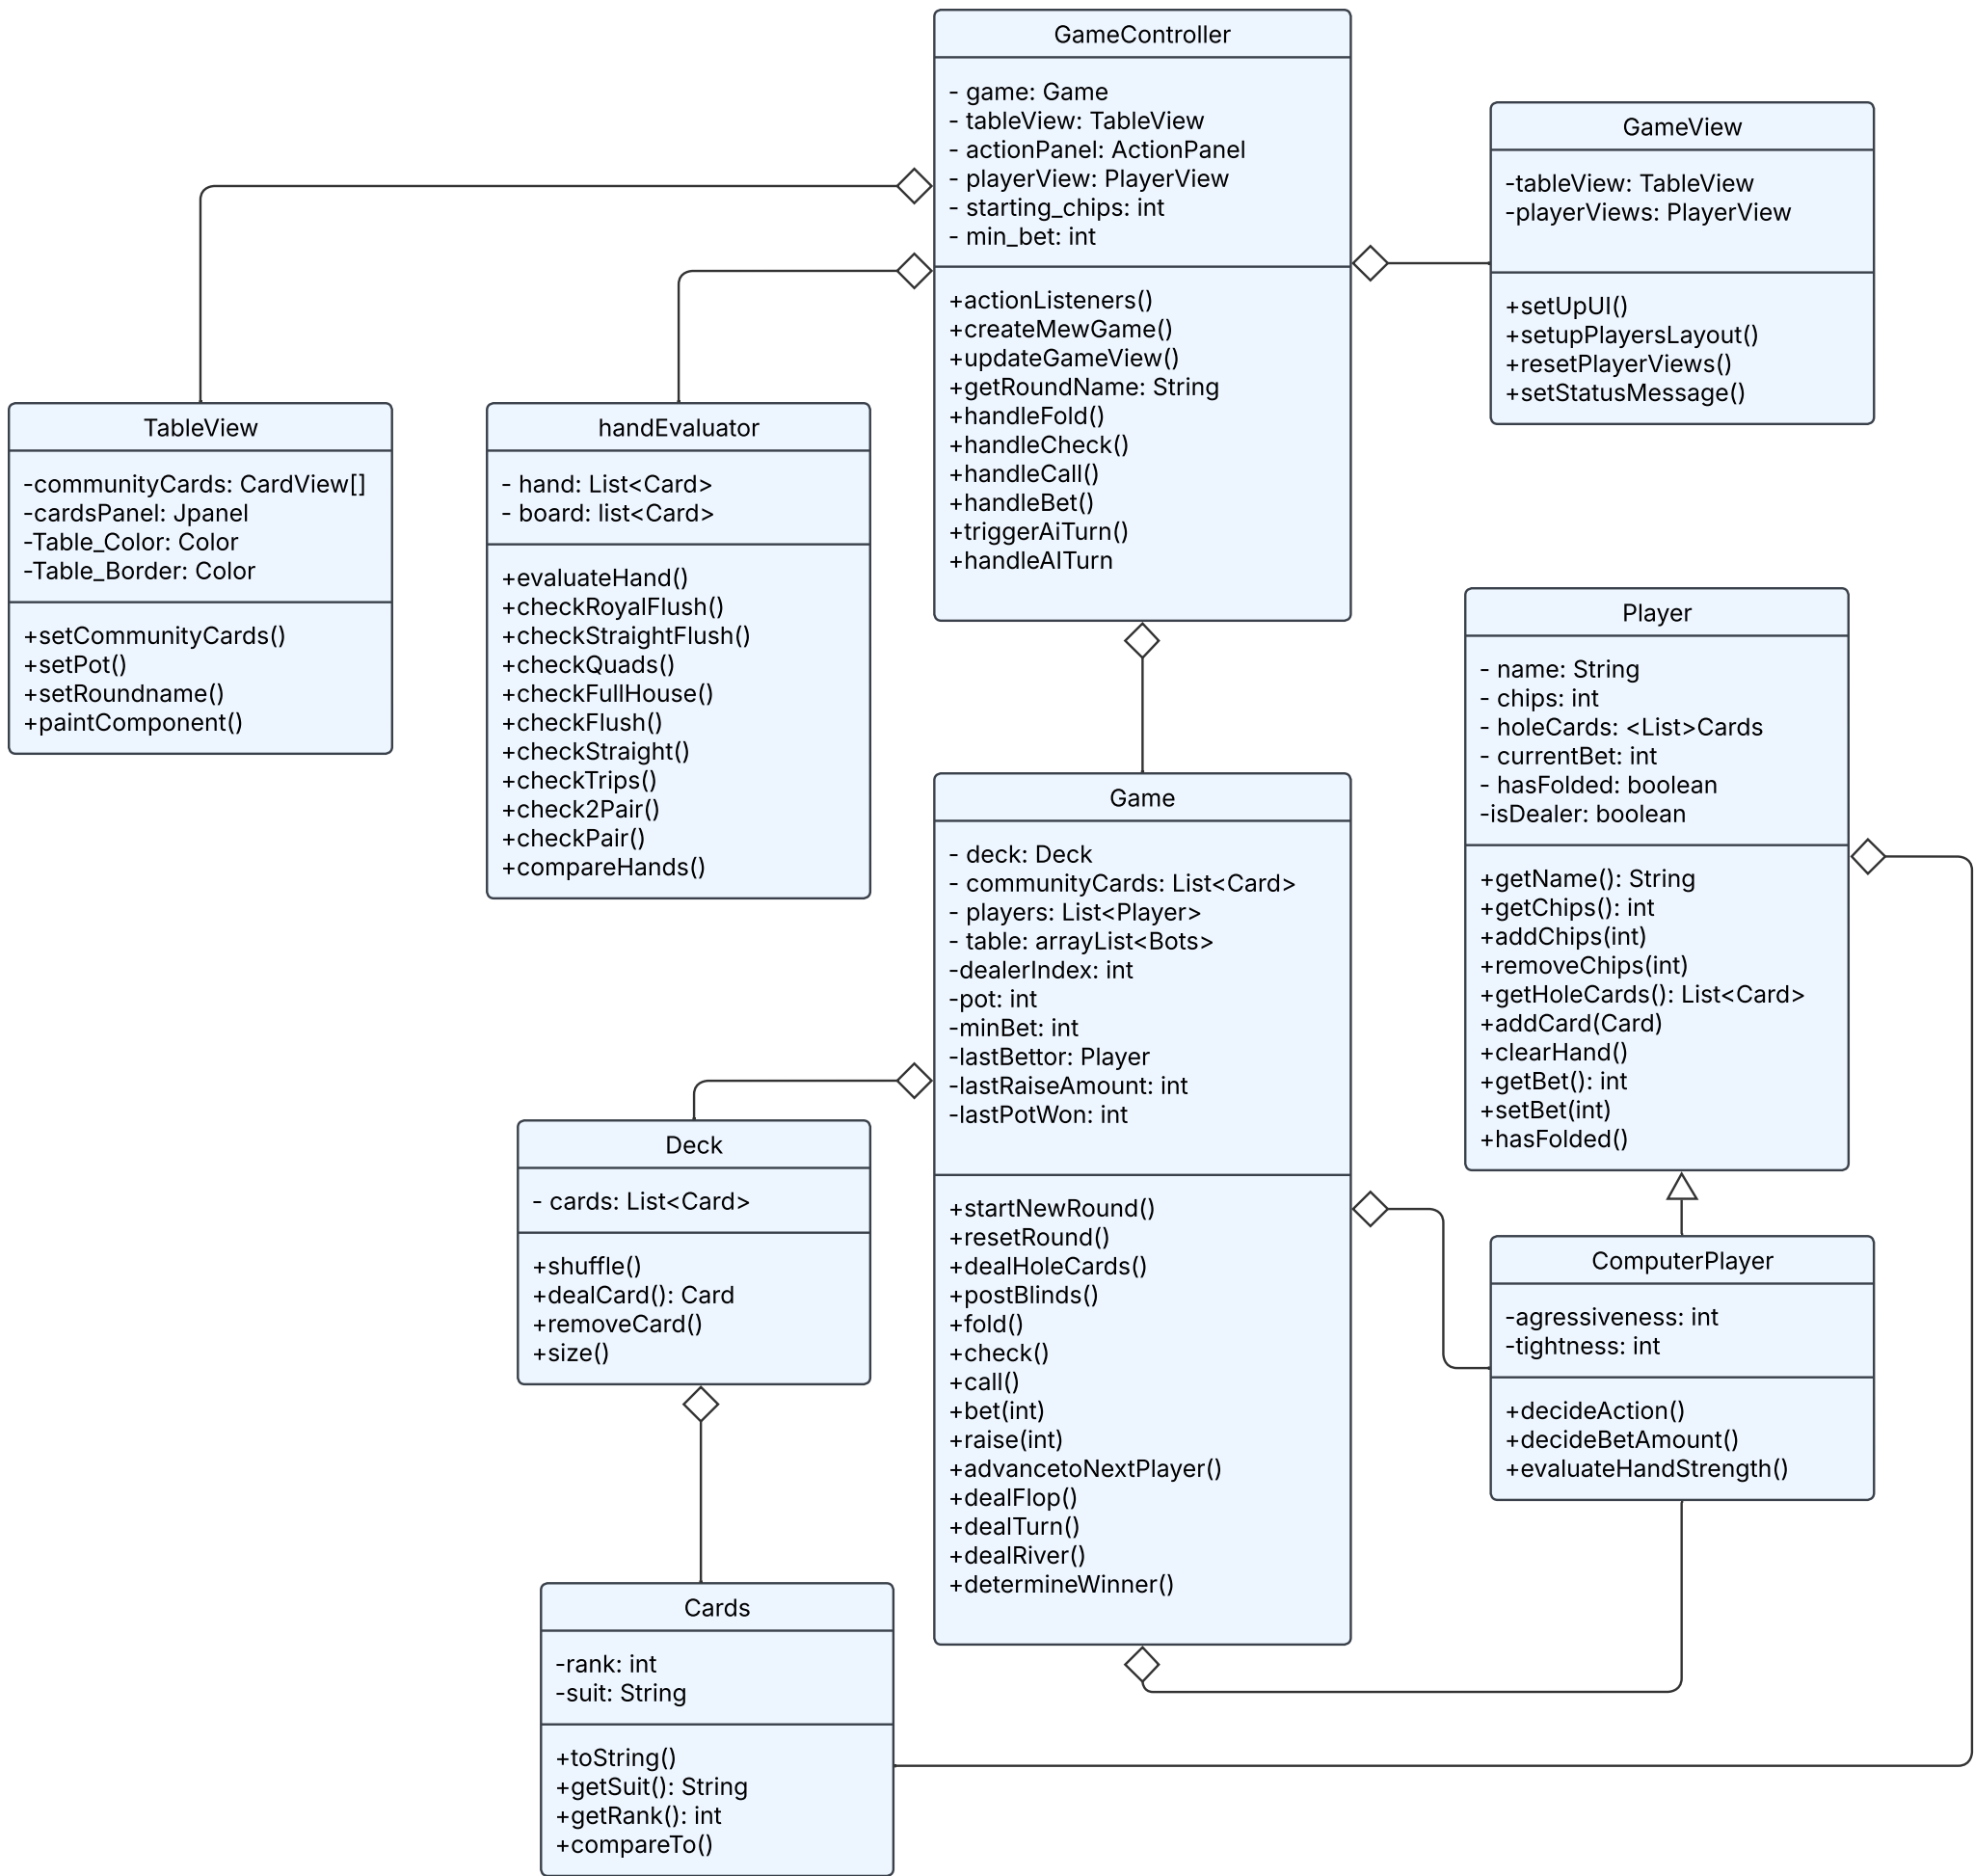 GameController
- game: Game
- tableView: TableView
- actionPanel: ActionPanel
- playerView: PlayerView
- starting_chips: int
- min_bet: int
+actionListeners()
+createMewGame()
+updateGameView()
+getRoundName: String
+handleFold()
+handleCheck()
+handleCall()
+handleBet()
+triggerAiTurn()
+handleAITurn
GameView
-tableView: TableView
-playerViews: PlayerView
+setUpUI()
+setupPlayersLayout()
+resetPlayerViews()
+setStatusMessage()
TableView
-communityCards: CardView[]
-cardsPanel: Jpanel
-Table_Color: Color
-Table_Border: Color
+setCommunityCards()
+setPot()
+setRoundname()
+paintComponent()
handEvaluator
- hand: List<Card>
- board: list<Card>
+evaluateHand()
+checkRoyalFlush()
+checkStraightFlush()
+checkQuads()
+checkFullHouse()
+checkFlush()
+checkStraight()
+checkTrips()
+check2Pair()
+checkPair()
+compareHands()
Player
- name: String
- chips: int
- holeCards: <List>Cards
- currentBet: int
- hasFolded: boolean
-isDealer: boolean
+getName(): String
+getChips(): int
+addChips(int)
+removeChips(int)
+getHoleCards(): List<Card>
+addCard(Card)
+clearHand()
+getBet(): int
+setBet(int)
+hasFolded()
Game
- deck: Deck
- communityCards: List<Card>
- players: List<Player>
- table: arrayList<Bots>
-dealerIndex: int
-pot: int
-minBet: int
-lastBettor: Player
-lastRaiseAmount: int
-lastPotWon: int
+startNewRound()
+resetRound()
+dealHoleCards()
+postBlinds()
+fold()
+check()
+call()
+bet(int)
+raise(int)
+advancetoNextPlayer()
+dealFlop()
+dealTurn()
+dealRiver()
+determineWinner()
Deck
- cards: List<Card>
+shuffle()
+dealCard(): Card
+removeCard()
+size()
ComputerPlayer
-agressiveness: int
-tightness: int
+decideAction()
+decideBetAmount()
+evaluateHandStrength()
Cards
-rank: int
-suit: String
+toString()
+getSuit(): String
+getRank(): int
+compareTo()